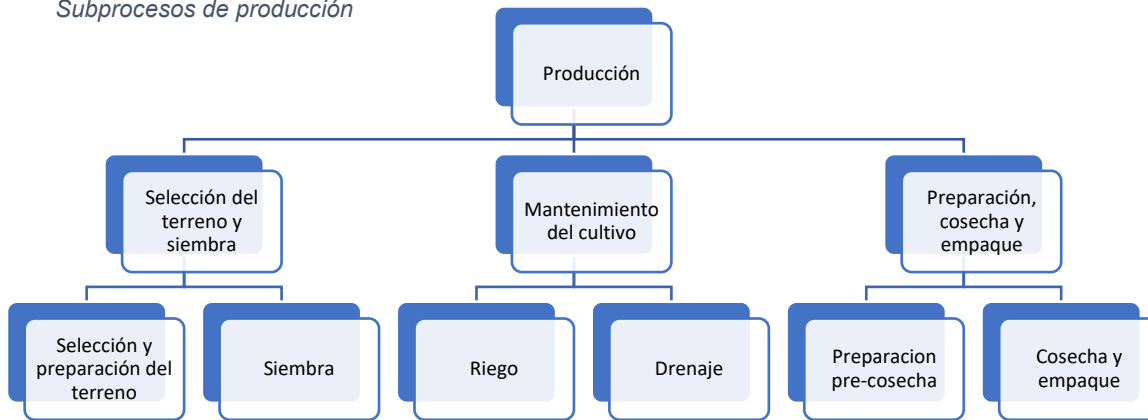 Subprocesos de producción
Producción
Selección del
terreno y
siembra
Mantenimiento
del cultivo
Preparación,
cosecha y
empaque
Selección y
preparación del
terreno
Siembra
Riego
Drenaje
Preparacion
pre-cosecha
Cosecha y
empaque